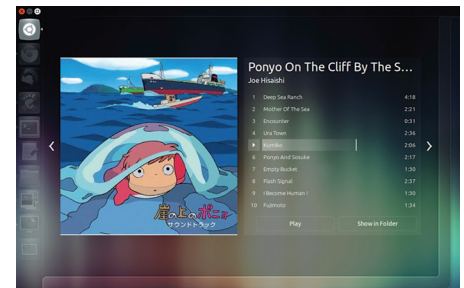 Ponyo On The Cliff By The S...
Joe Hisaishi
1 Deep Sea Ranch 4:18
2 Mother Of The Sea 2:21
3 Encounter 0:31
4 Ura Town 2:36
Kumiko 2:06
6 Ponyo And Sosuke 2:17
7 Empty Bucket 1:30
8 Flash Signal 2:37
9 I Become Human ! 1:30
10 Fujimoto 1:34
Play Show in Folder
崖の上のポニョ
サウンドトラック